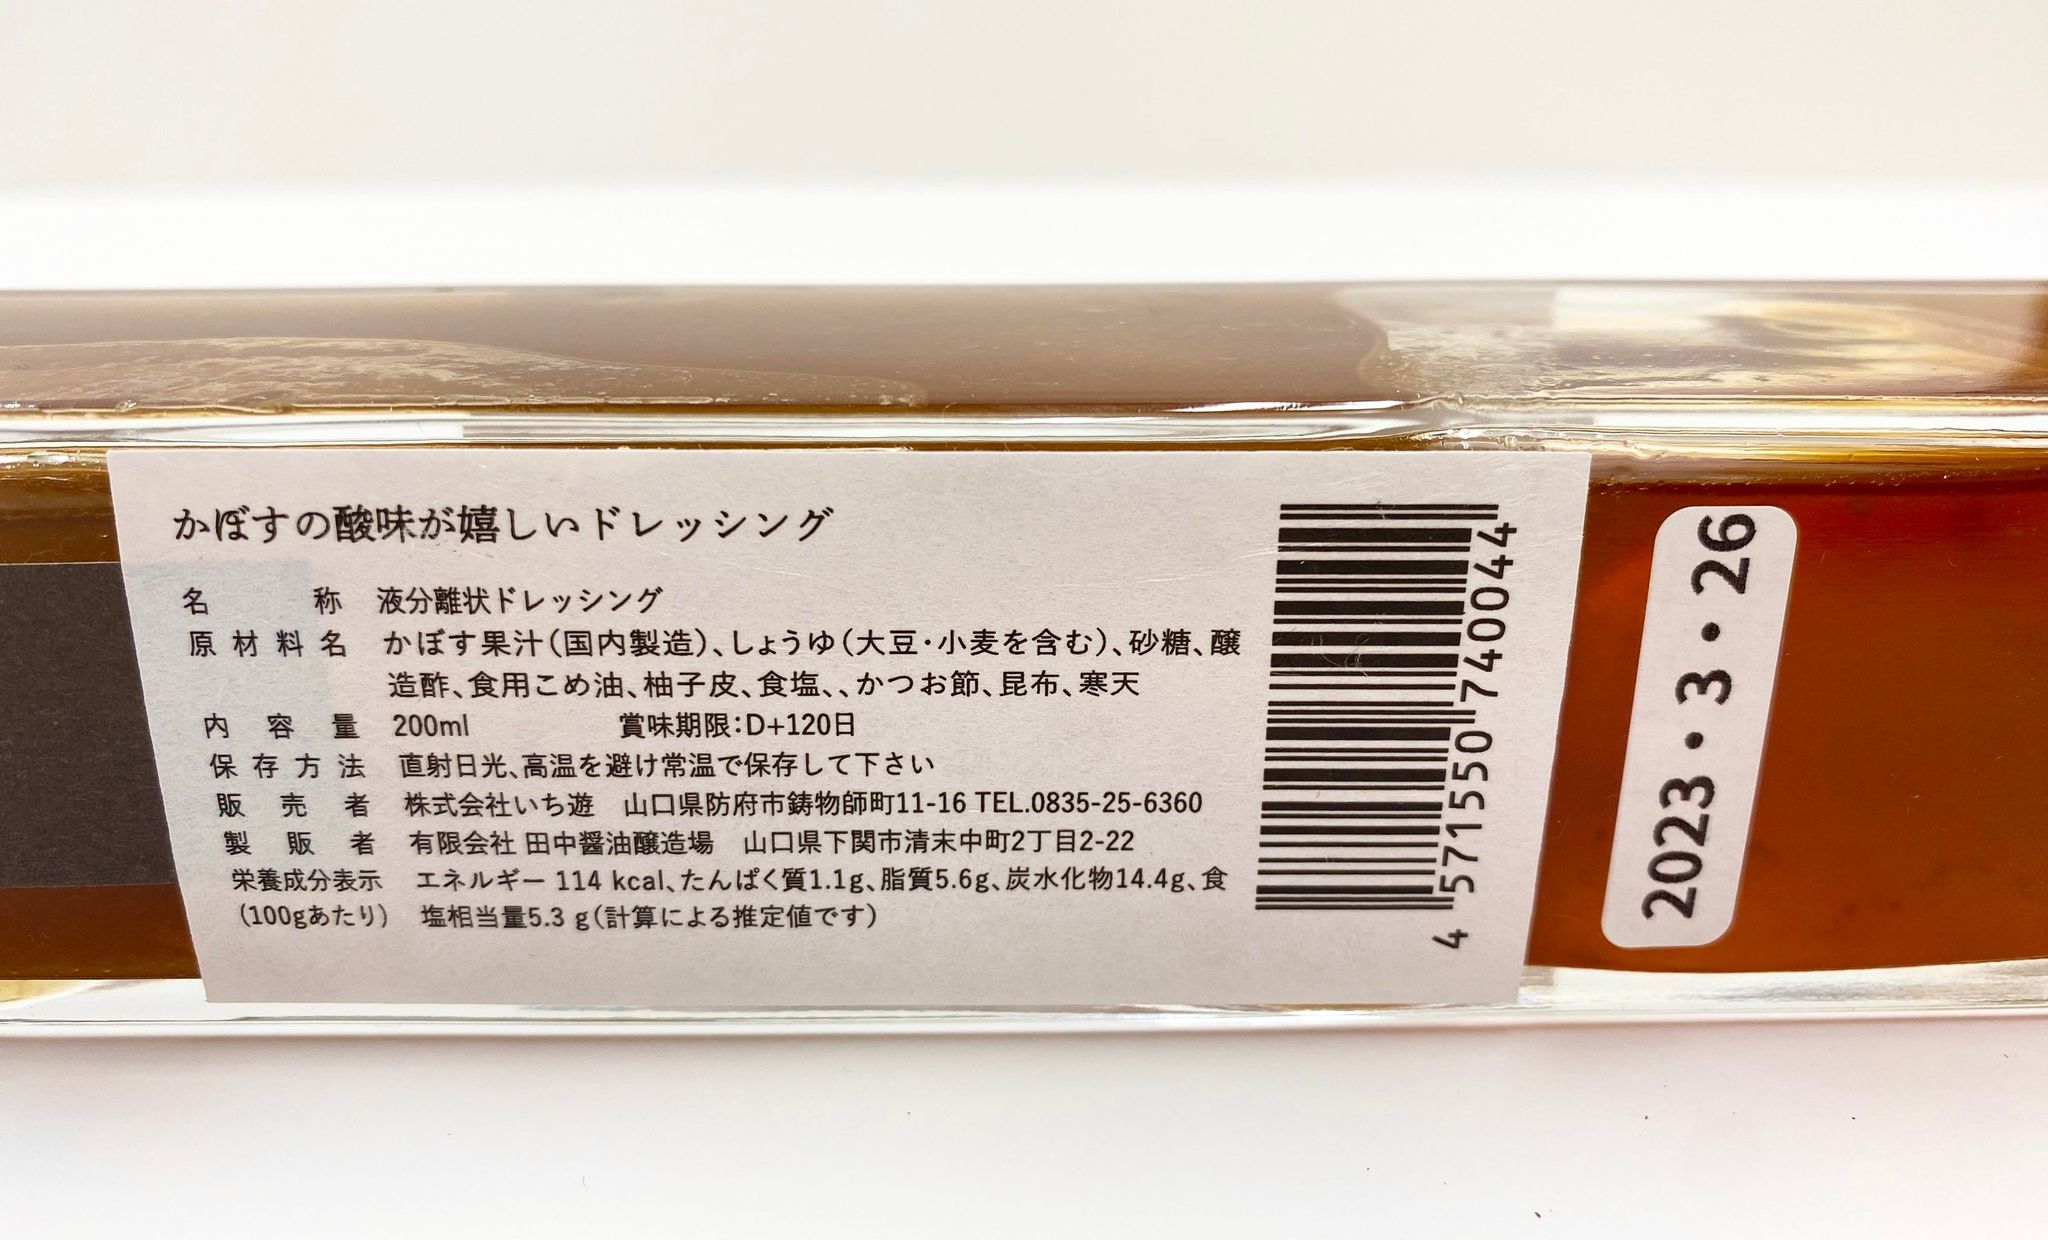 かぼすの酸味が嬉しいドレッシング
名称 液分離状ドレッシング
原材料名 かぼす果汁(国内製造)、しょうゆ(大豆・小麦を含む)、砂糖、醸
造酢、食用こめ油、柚子皮、食塩、、かつお節、昆布、寒天
内容量 200ml 賞味期限:D+120日
保存方法 直射日光、高温を避け常温で保存して下さい
販売者 株式会社いち遊 山口県防府市鋳物師町11-16 TEL.0835-25-6360
製販者 有限会社 田中醤油醸造場 山口県下関市清末中町2丁目2-22
栄養成分表示 エネルギー 114 kcal、たんぱく質1.1g、脂質5.6g、炭水化物14.4g、食
(100gあたり) 塩相当量5.3 g(計算による推定値です)
4571550740044
2023・3・26